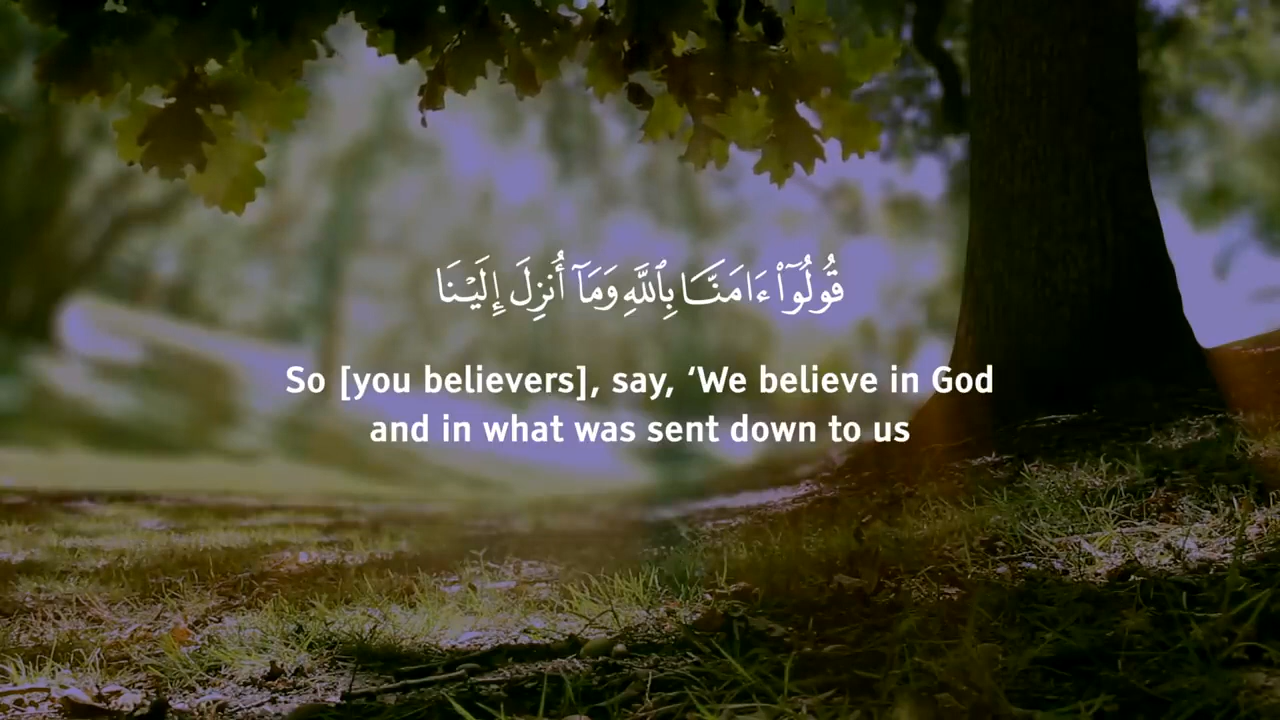 قُولُوٓا۟ ءَامَنَّا بِٱللَّهِ وَمَآ أُنزِلَ إِلَيْنَا
So [you believers], say, ‘We believe in God
and in what was sent down to us